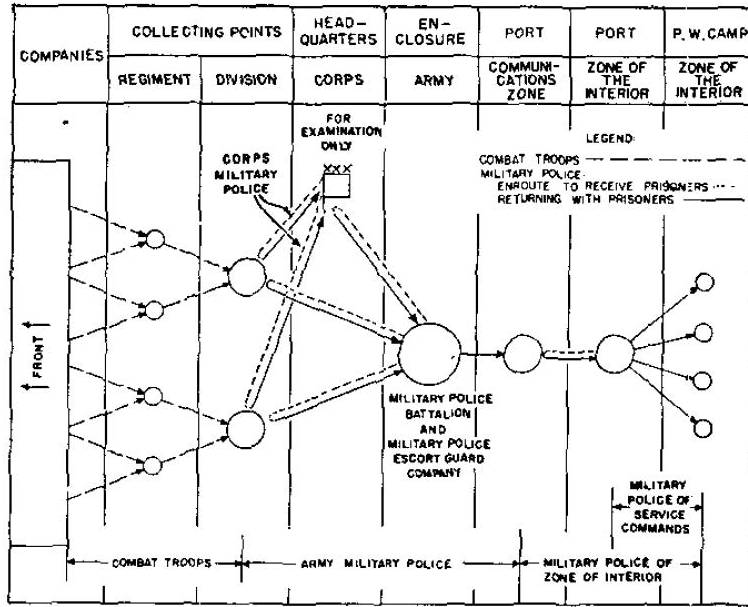 COMPANIES
COLLECTING POINTS
HEAD-
QUARTERS
EN-
CLOSURE
PORT
PORT
P.W. CAMP
REGIMENT
DIVISION
CORPS
ARMY
COMMUNI-
CATIONS
ZONE
ZONE OF
THE
INTERIOR
ZONE OF
THE
INTERIOR
FOR
EXAMINATION
ONLY
XXX
CORPS
MILITARY
POLICE
LEGEND:
COMBAT TROOPS
MILITARY POLICE:
ENROUTE TO RECEIVE PRISONERS
RETURNING WITH PRISONERS
FRONT
MILITARY POLICE
BATTALION
AND
MILITARY POLICE
ESCORT GUARD
COMPANY
MILITARY
POLICE OF
SERVICE
COMMANDS
COMBAT TROOPS
ARMY MILITARY POLICE
MILITARY POLICE OF
ZONE OF INTERIOR